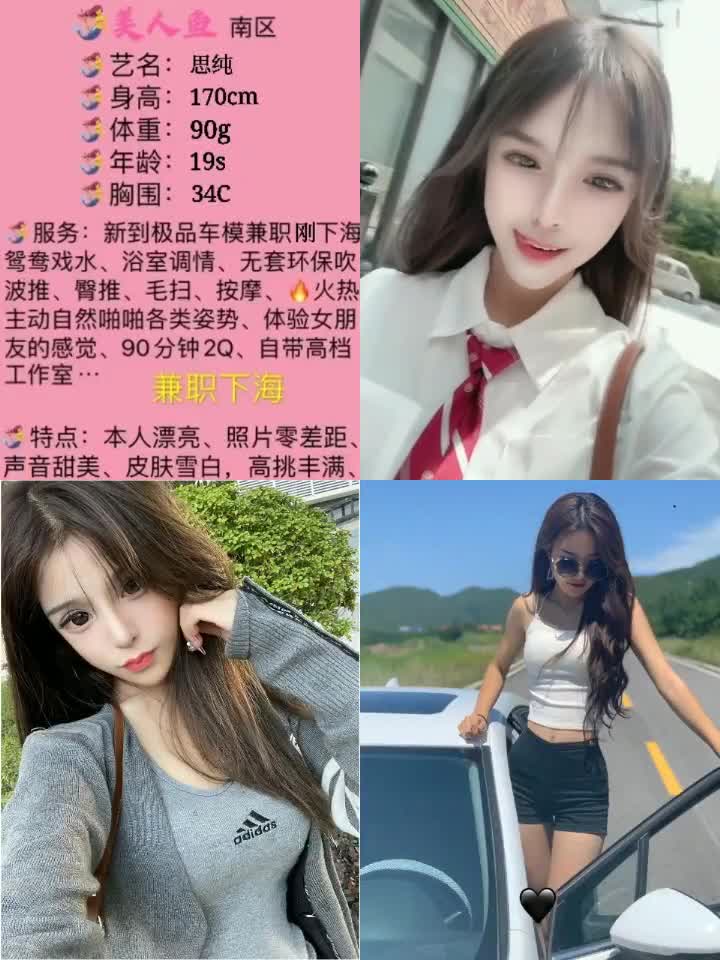 美人鱼 南区
艺名：思纯
身高：170cm
体重：90g
年龄：19s
胸围：34C
服务：新到极品车模兼职刚下海
鸳鸯戏水、浴室调情、无套环保吹
波推、臀推、毛扫、按摩、🔥火热
主动自然啪啪各类姿势、体验女朋
友的感觉、90分钟2Q、自带高档
工作室…
兼职下海
特点：本人漂亮、照片零差距、
声音甜美、皮肤雪白，高挑丰满、
adidas